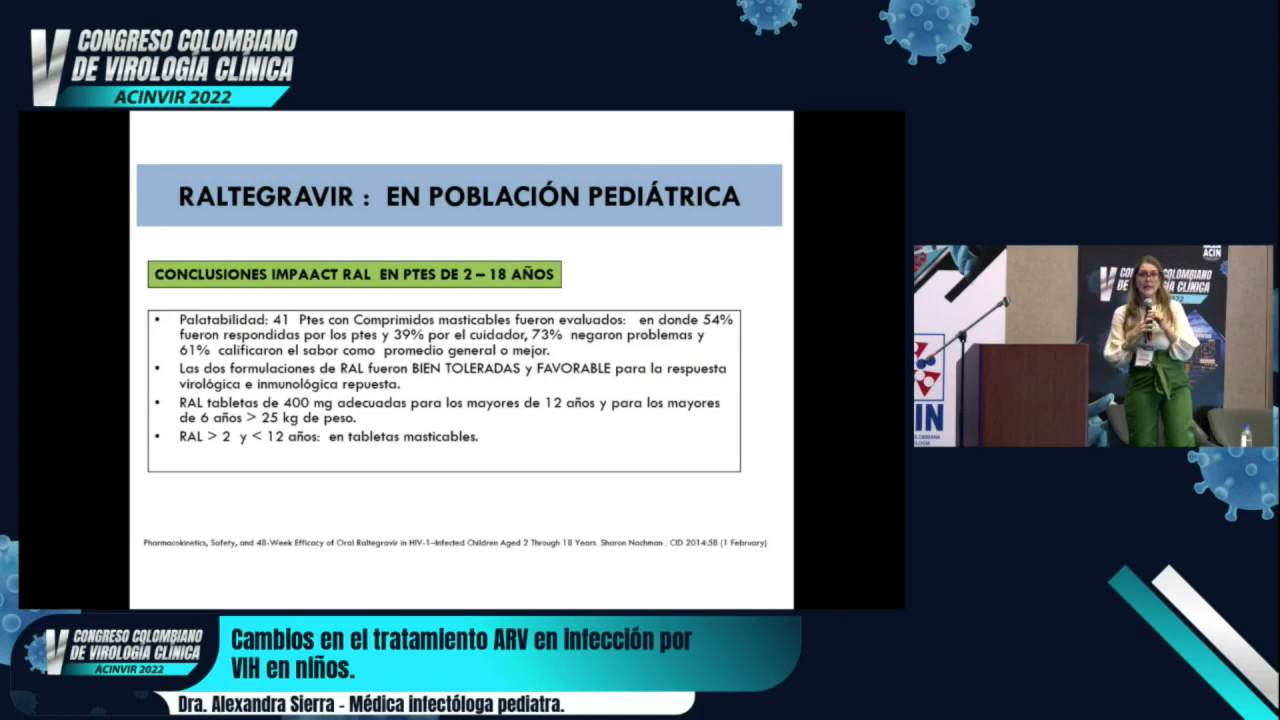 V CONGRESO COLOMBIANO
DE VIROLOGÍA CLÍNICA
ACINVIR 2022
RALTEGRAVIR : EN POBLACIÓN PEDIÁTRICA
CONCLUSIONES IMPAACT RAL EN PTES DE 2 – 18 AÑOS
• Palatabilidad: 41 Ptes con Comprimidos masticables fueron evaluados: en donde 54%
fueron respondidas por los ptes y 39% por el cuidador, 73% negaron problemas y
61% calificaron el sabor como promedio general o mejor.
• Las dos formulaciones de RAL fueron BIEN TOLERADAS y FAVORABLE para la respuesta
virológica e inmunológica repuesta.
• RAL tabletas de 400 mg adecuadas para los mayores de 12 años y para los mayores
de 6 años > 25 kg de peso.
• RAL > 2 y < 12 años: en tabletas masticables.
Pharmacokinetics, Safety, and 48-Week Efficacy of Oral Raltegravir in HIV-1–Infected Children Aged 2 Through 18 Years. Sharon Nachman . CID 2014:58 (1 February)
ACIN
V CONGRESO COLOMBIANO
DE VIROLOGÍA CLÍNICA
ACINVIR 2022
Cambios en el tratamiento ARV en infección por
VIH en niños.
Dra. Alexandra Sierra - Médica infectóloga pediatra.